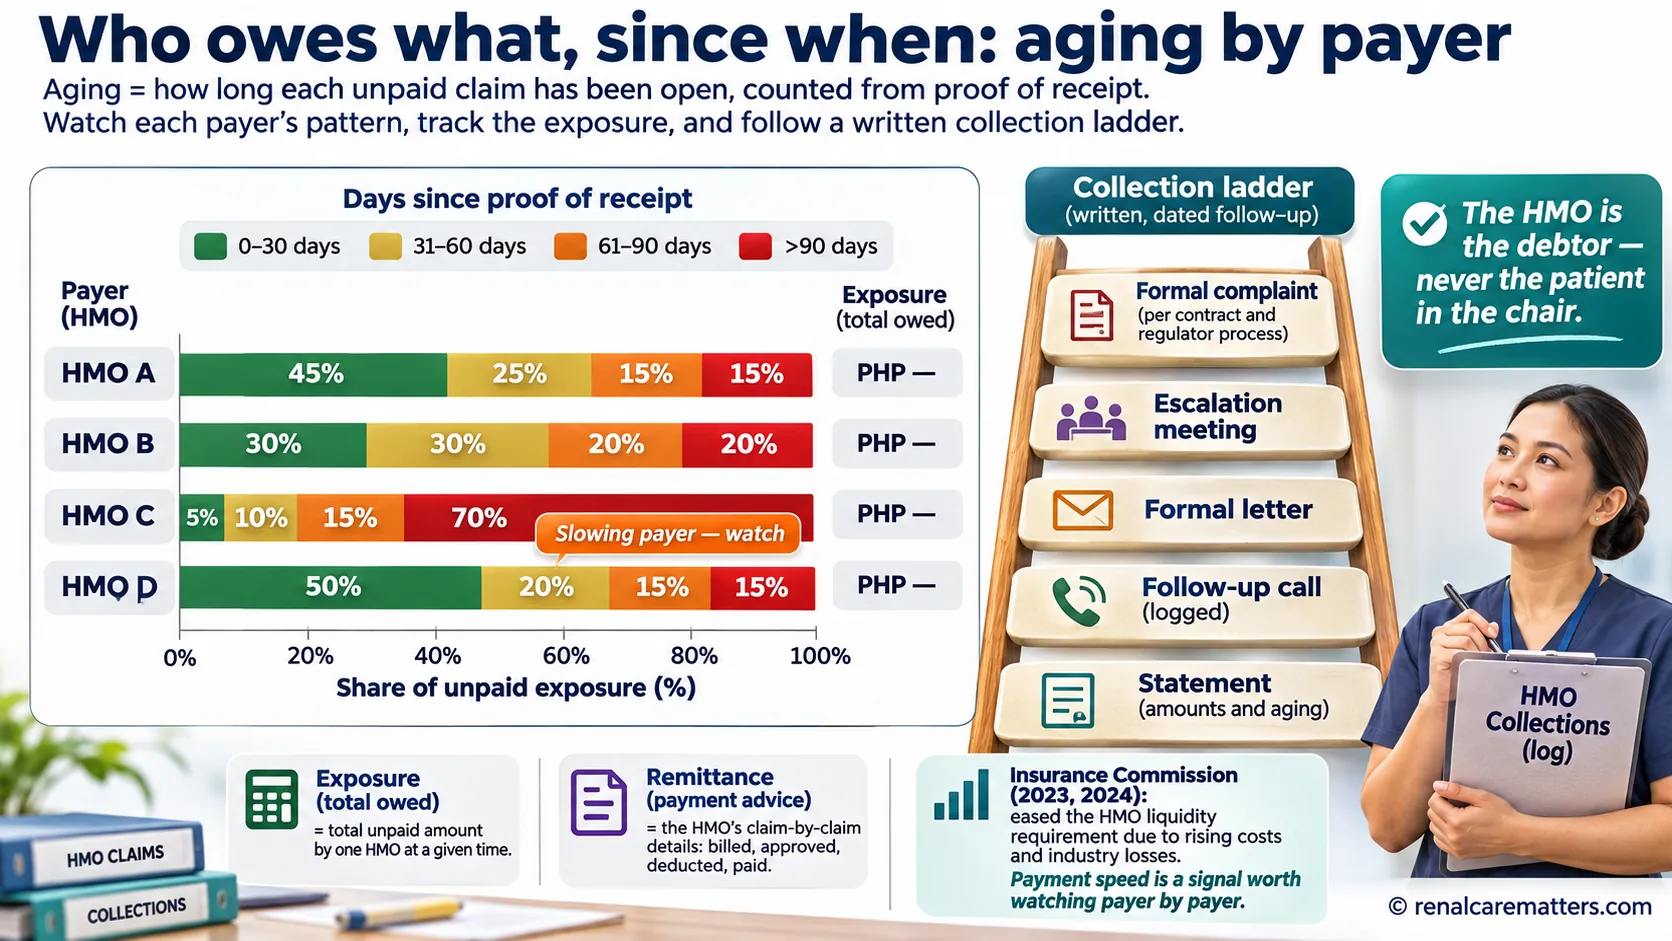 Who owes what, since when: aging by payer
Aging = how long each unpaid claim has been open, counted from proof of receipt.
Watch each payer's pattern, track the exposure, and follow a written collection ladder.
Days since proof of receipt
0–30 days
31–60 days
61–90 days
>90 days
Payer
(HMO)
Exposure
(total owed)
HMO A
45%
25%
15%
15%
PHP —
HMO B
30%
30%
20%
20%
PHP —
HMO C
5%
10%
15%
70%
PHP —
Slowing payer — watch
HMO D
50%
20%
15%
15%
PHP —
0%
20%
40%
60%
80%
100%
Share of unpaid exposure (%)
Collection ladder
(written, dated follow-up)
Formal complaint
(per contract and
regulator process)
Escalation
meeting
Formal letter
Follow-up call
(logged)
Statement
(amounts and aging)
The HMO is
the debtor —
never the patient
in the chair.
HMO
Collections
(log)
Exposure
(total owed)
= total unpaid amount
by one HMO at a given time.
Remittance
(payment advice)
= the HMO's claim-by-claim
details: billed, approved,
deducted, paid.
Insurance Commission
(2023, 2024):
eased the HMO liquidity
requirement due to rising costs
and industry losses.
Payment speed is a signal worth
watching payer by payer.
HMO CLAIMS
COLLECTIONS
© renalcarematters.com